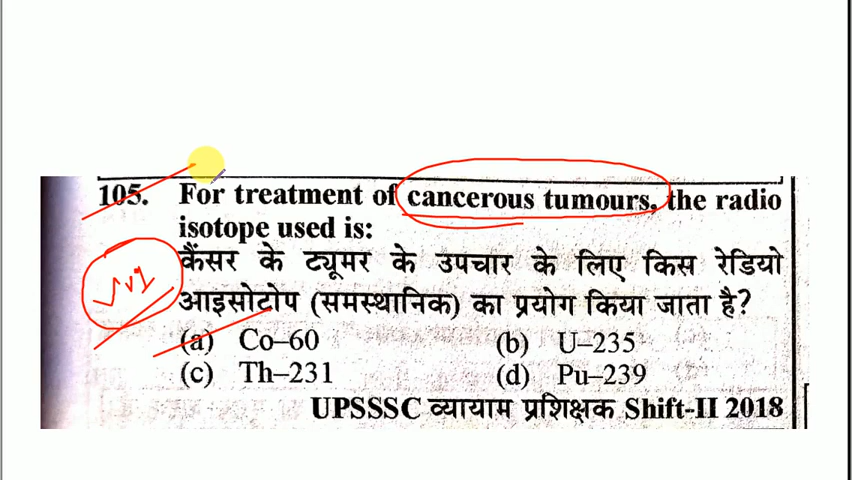 105. For treatment of cancerous tumours, the radio
isotope used is:
कैंसर के ट्यूमर के उपचार के लिए किस रेडियो
आइसोटोप (समस्थानिक) का प्रयोग किया जाता है?
(a) Co–60 (b) U–235
(c) Th–231 (d) Pu–239
UPSSSC व्यायाम प्रशिक्षक Shift-II 2018